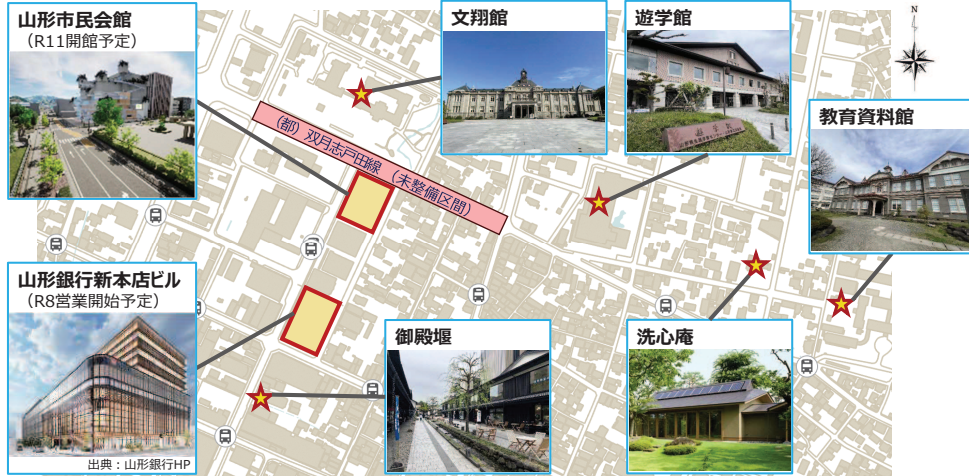 山形市民会館
(R11開館予定)
文翔館
遊学館
N
教育資料館
(都) 双月志戸田線 (未整備区間)
山形銀行新本店ビル
(R8営業開始予定)
出典：山形銀行HP
御殿堰
洗心庵